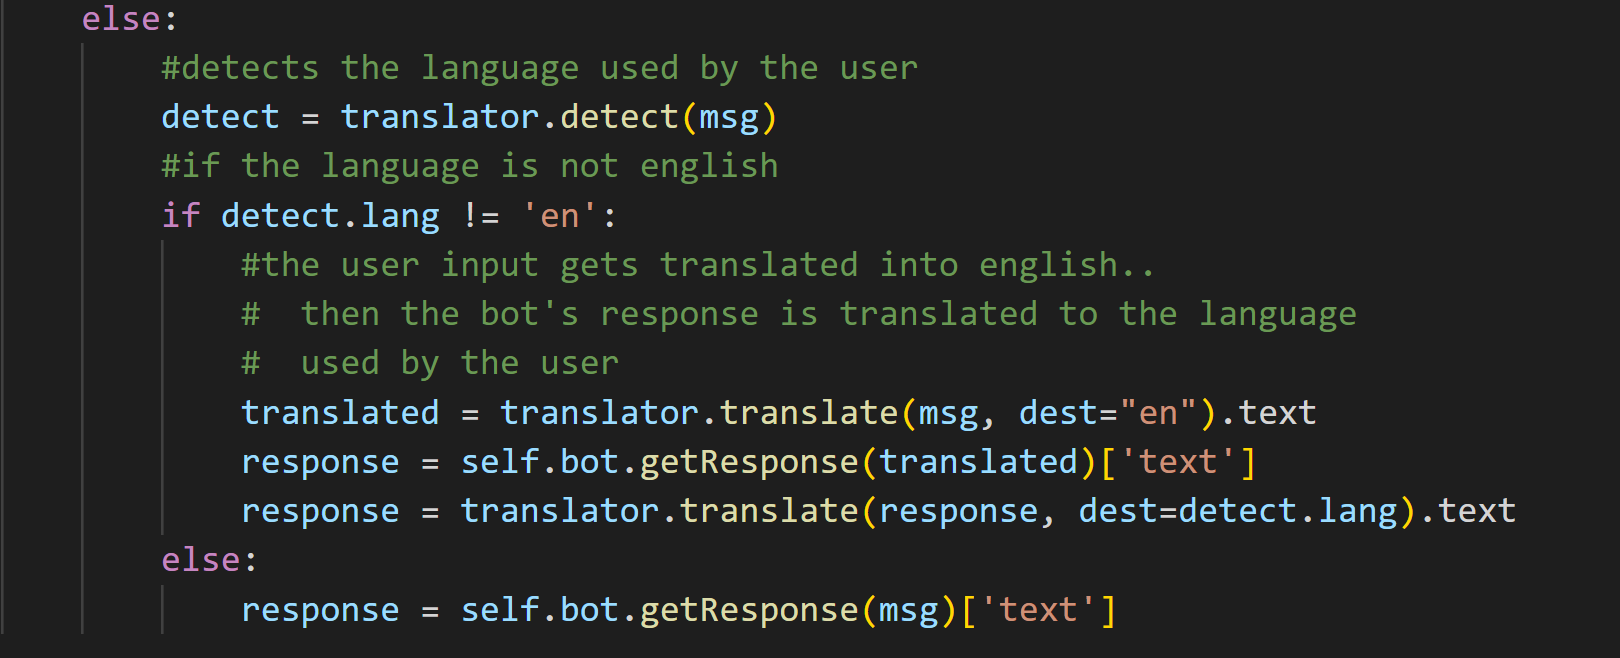 else:
#detects the language used by the user
detect = translator.detect(msg)
#if the language is not english
if detect.lang != 'en':
#the user input gets translated into english..
#  then the bot's response is translated to the language
#  used by the user
translated = translator.translate(msg, dest="en").text
response = self.bot.getResponse(translated)['text']
response = translator.translate(response, dest=detect.lang).text
else:
response = self.bot.getResponse(msg)['text']